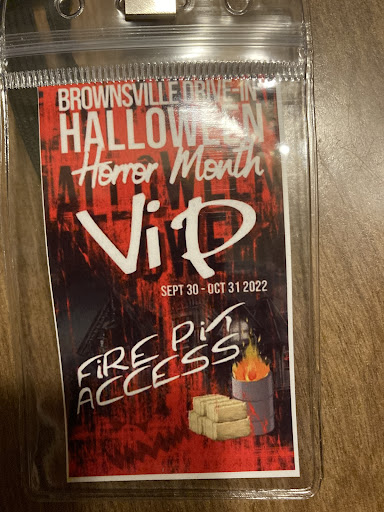 BROWNSVILLE DRIVE-IN
HALLOWEEN
Horror Month
ViP
SEPT 30 - OCT 31 2022
FiRE PiT
ACCESS